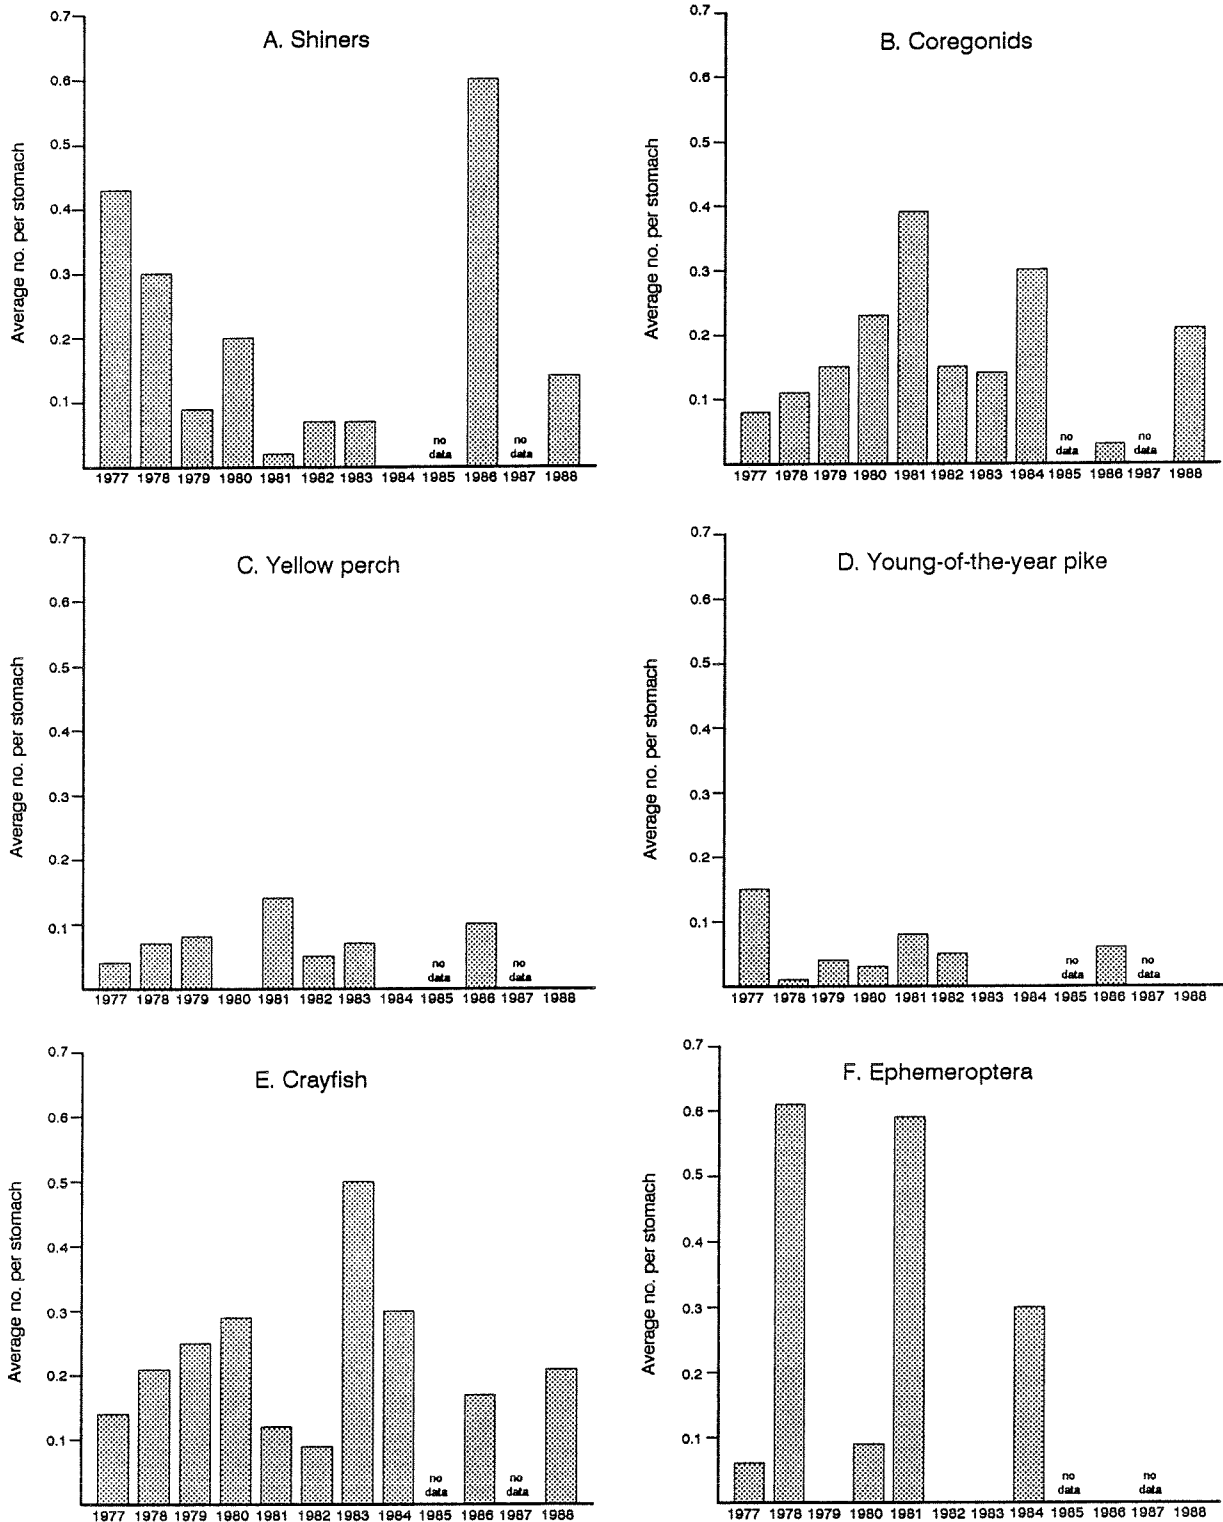 A. Shiners
0.7
0.6
0.5
0.4
0.3
0.2
0.1
Average no. per stomach
no data
no data
1977 1978 1979 1980 1981 1982 1983 1984 1985 1986 1987 1988
B. Coregonids
0.7
0.6
0.5
0.4
0.3
0.2
0.1
Average no. per stomach
no data
no data
1977 1978 1979 1980 1981 1982 1983 1984 1985 1986 1987 1988
C. Yellow perch
0.7
0.6
0.5
0.4
0.3
0.2
0.1
Average no. per stomach
no data
no data
1977 1978 1979 1980 1981 1982 1983 1984 1985 1986 1987 1988
D. Young-of-the-year pike
0.7
0.6
0.5
0.4
0.3
0.2
0.1
Average no. per stomach
no data
no data
1977 1978 1979 1980 1981 1982 1983 1984 1985 1986 1987 1988
E. Crayfish
0.7
0.6
0.5
0.4
0.3
0.2
0.1
Average no. per stomach
no data
no data
1977 1978 1979 1980 1981 1982 1983 1984 1985 1986 1987 1988
F. Ephemeroptera
0.7
0.6
0.5
0.4
0.3
0.2
0.1
Average no. per stomach
no data
no data
1977 1978 1979 1980 1981 1982 1983 1984 1985 1986 1987 1988